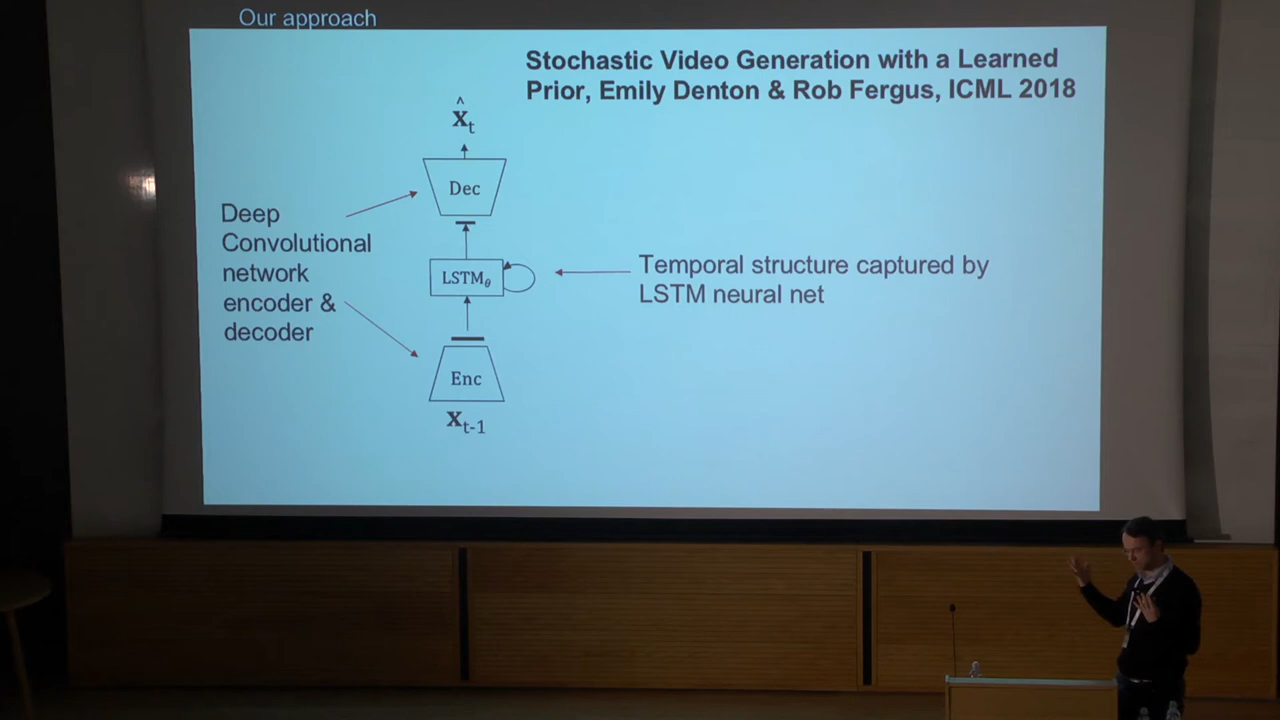 Our approach
Stochastic Video Generation with a Learned
Prior, Emily Denton & Rob Fergus, ICML 2018
x̂t
Dec
Deep
Convolutional
network
encoder &
decoder
LSTMθ
Temporal structure captured by
LSTM neural net
Enc
xt-1